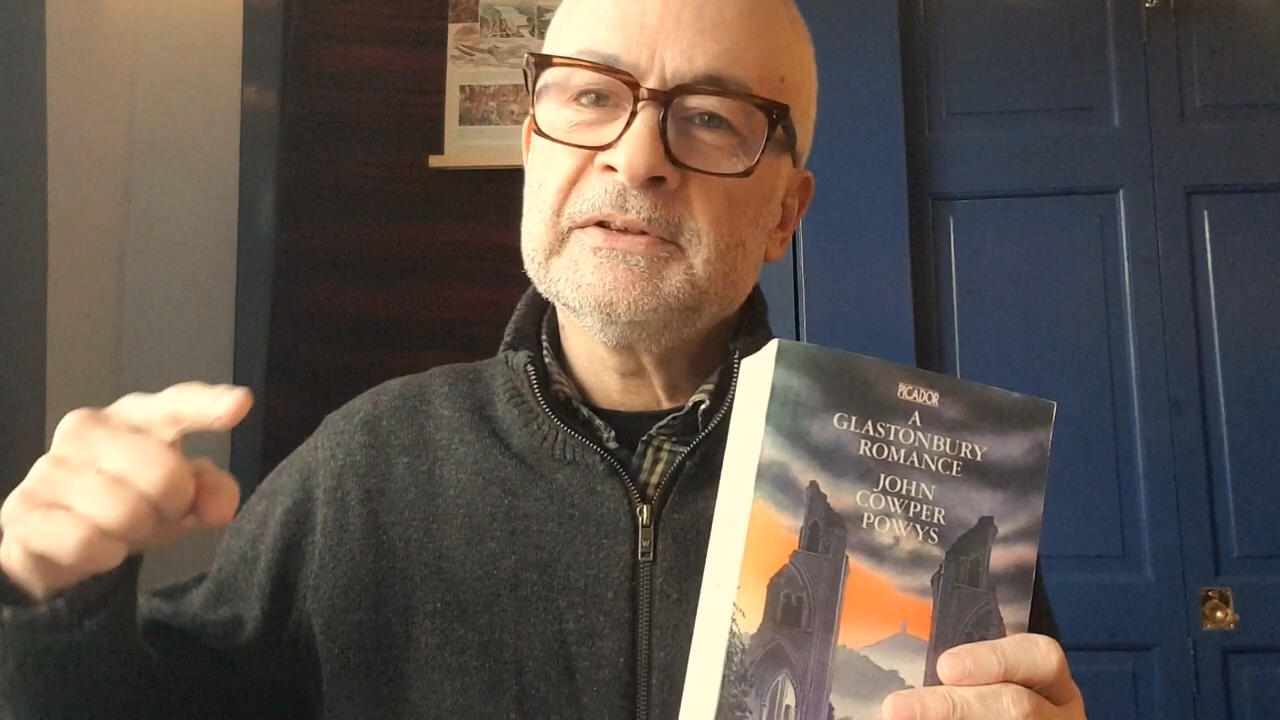 PICADOR
A
GLASTONBURY
ROMANCE
JOHN
COWPER
POWYS